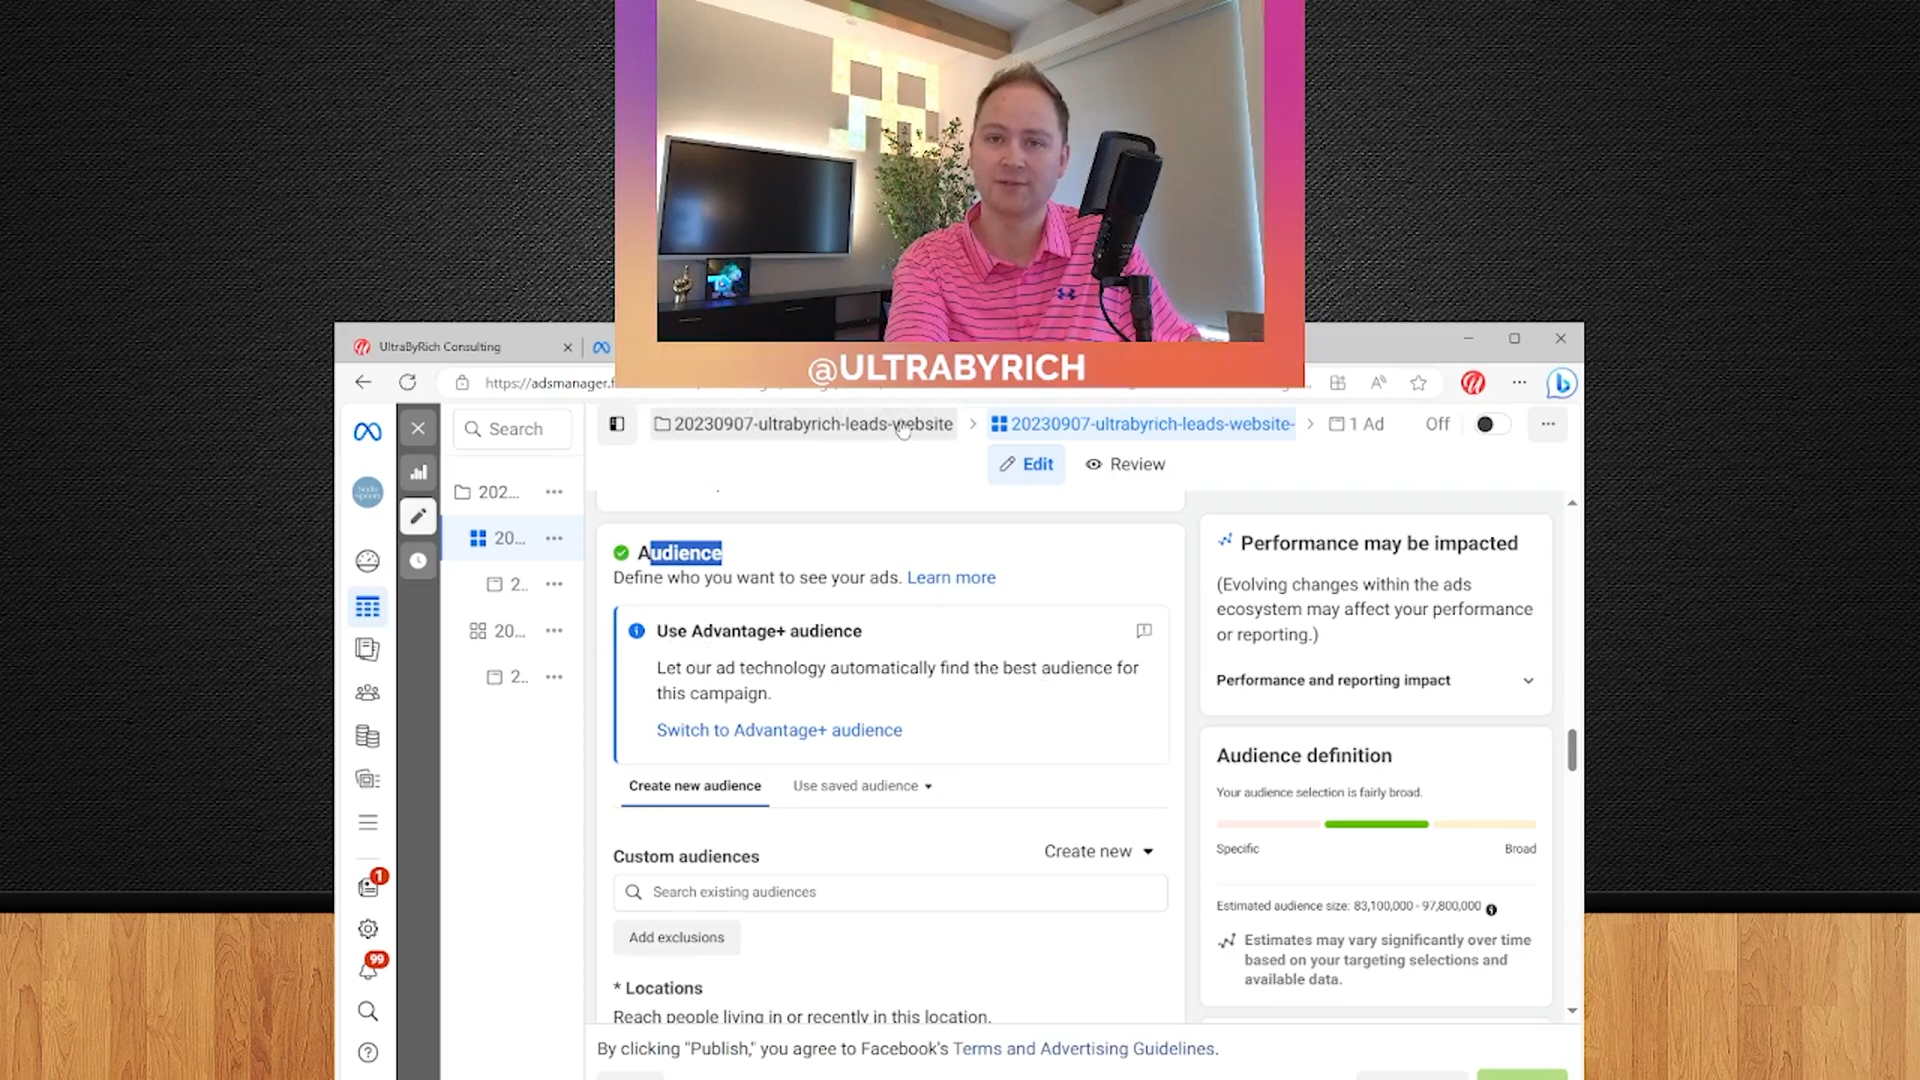 @ULTRABYRICH
UltraByRich Consulting
https://adsmanager.f
Search
20230907-ultrabyrich-leads-website
20230907-ultrabyrich-leads-website-
1 Ad
Off
Edit
Review
202...
20...
2..
20...
2..
Audience
Define who you want to see your ads. Learn more
Use Advantage+ audience
Let our ad technology automatically find the best audience for
this campaign.
Switch to Advantage+ audience
Create new audience
Use saved audience
Custom audiences
Create new
Search existing audiences
Add exclusions
* Locations
Reach people living in or recently in this location.
Performance may be impacted
(Evolving changes within the ads
ecosystem may affect your performance
or reporting.)
Performance and reporting impact
Audience definition
Your audience selection is fairly broad.
Specific
Broad
Estimated audience size: 83,100,000 - 97,800,000
Estimates may vary significantly over time
based on your targeting selections and
available data.
1
99
By clicking "Publish," you agree to Facebook's Terms and Advertising Guidelines.